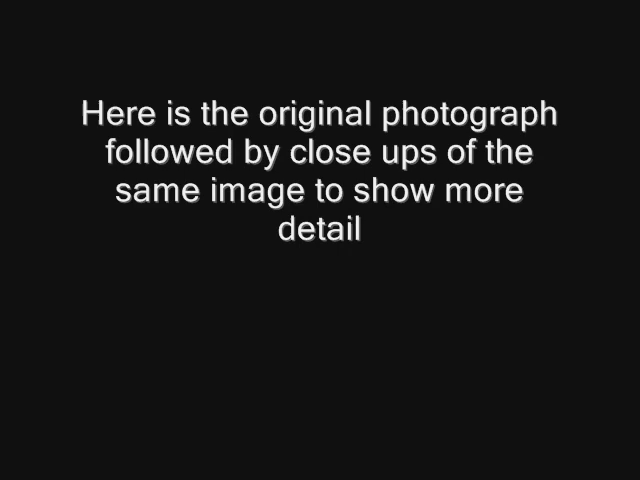 Here is the original photograph
followed by close ups of the
same image to show more
detail